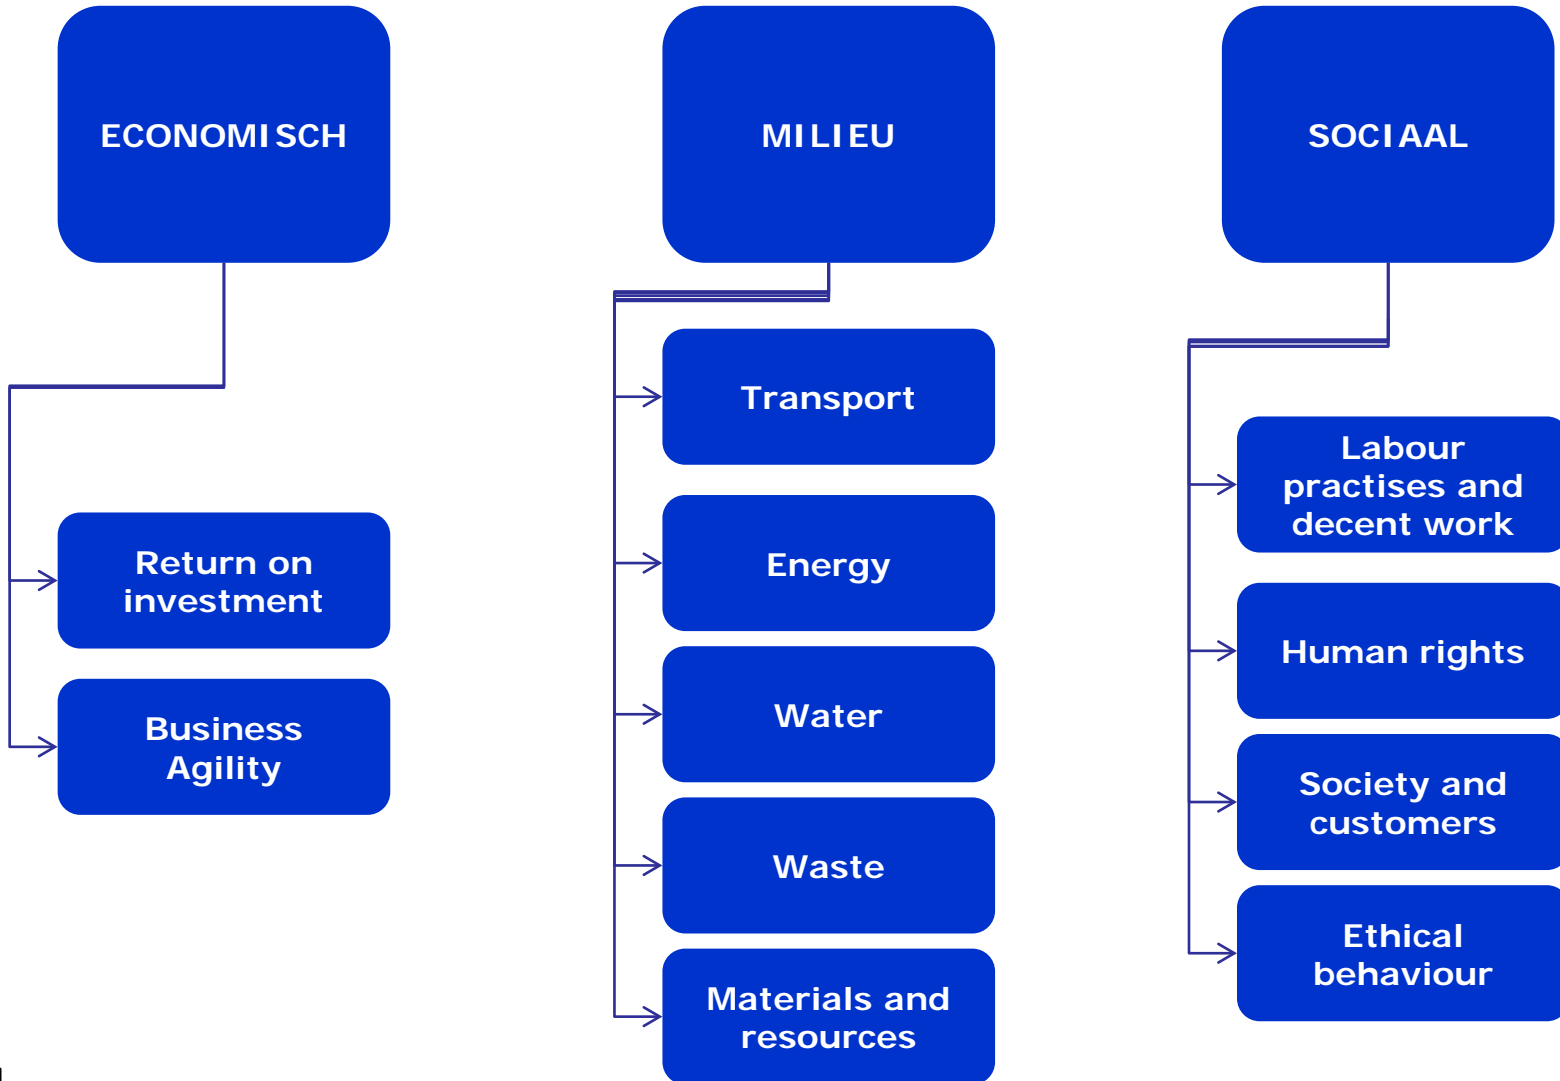 ECONOMISCH
Return on
investment
Business
Agility
MILIEU
Transport
Energy
Water
Waste
Materials and
resources
SOCIAAL
Labour
practises and
decent work
Human rights
Society and
customers
Ethical
behaviour